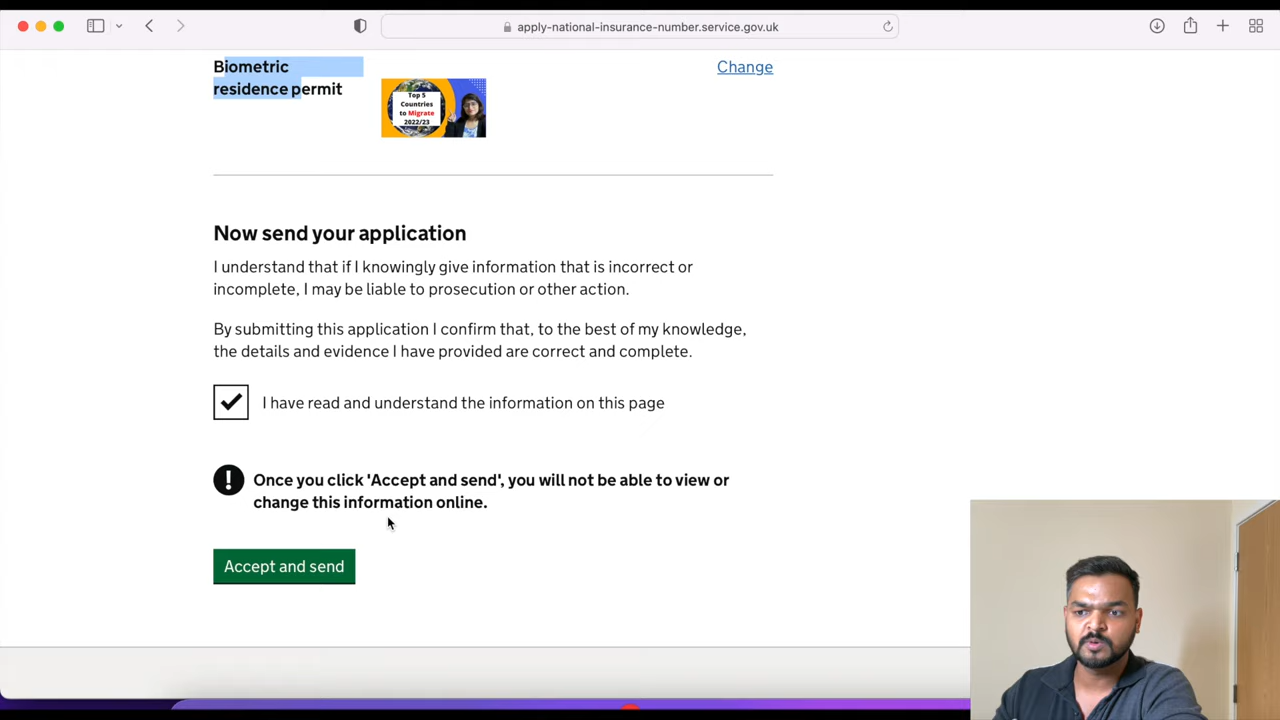 apply-national-insurance-number.service.gov.uk
Biometric
residence permit
Change
Top 5
Countries
to Migrate
2022/23
Now send your application
I understand that if I knowingly give information that is incorrect or
incomplete, I may be liable to prosecution or other action.
By submitting this application I confirm that, to the best of my knowledge,
the details and evidence I have provided are correct and complete.
I have read and understand the information on this page
Once you click 'Accept and send', you will not be able to view or
change this information online.
Accept and send